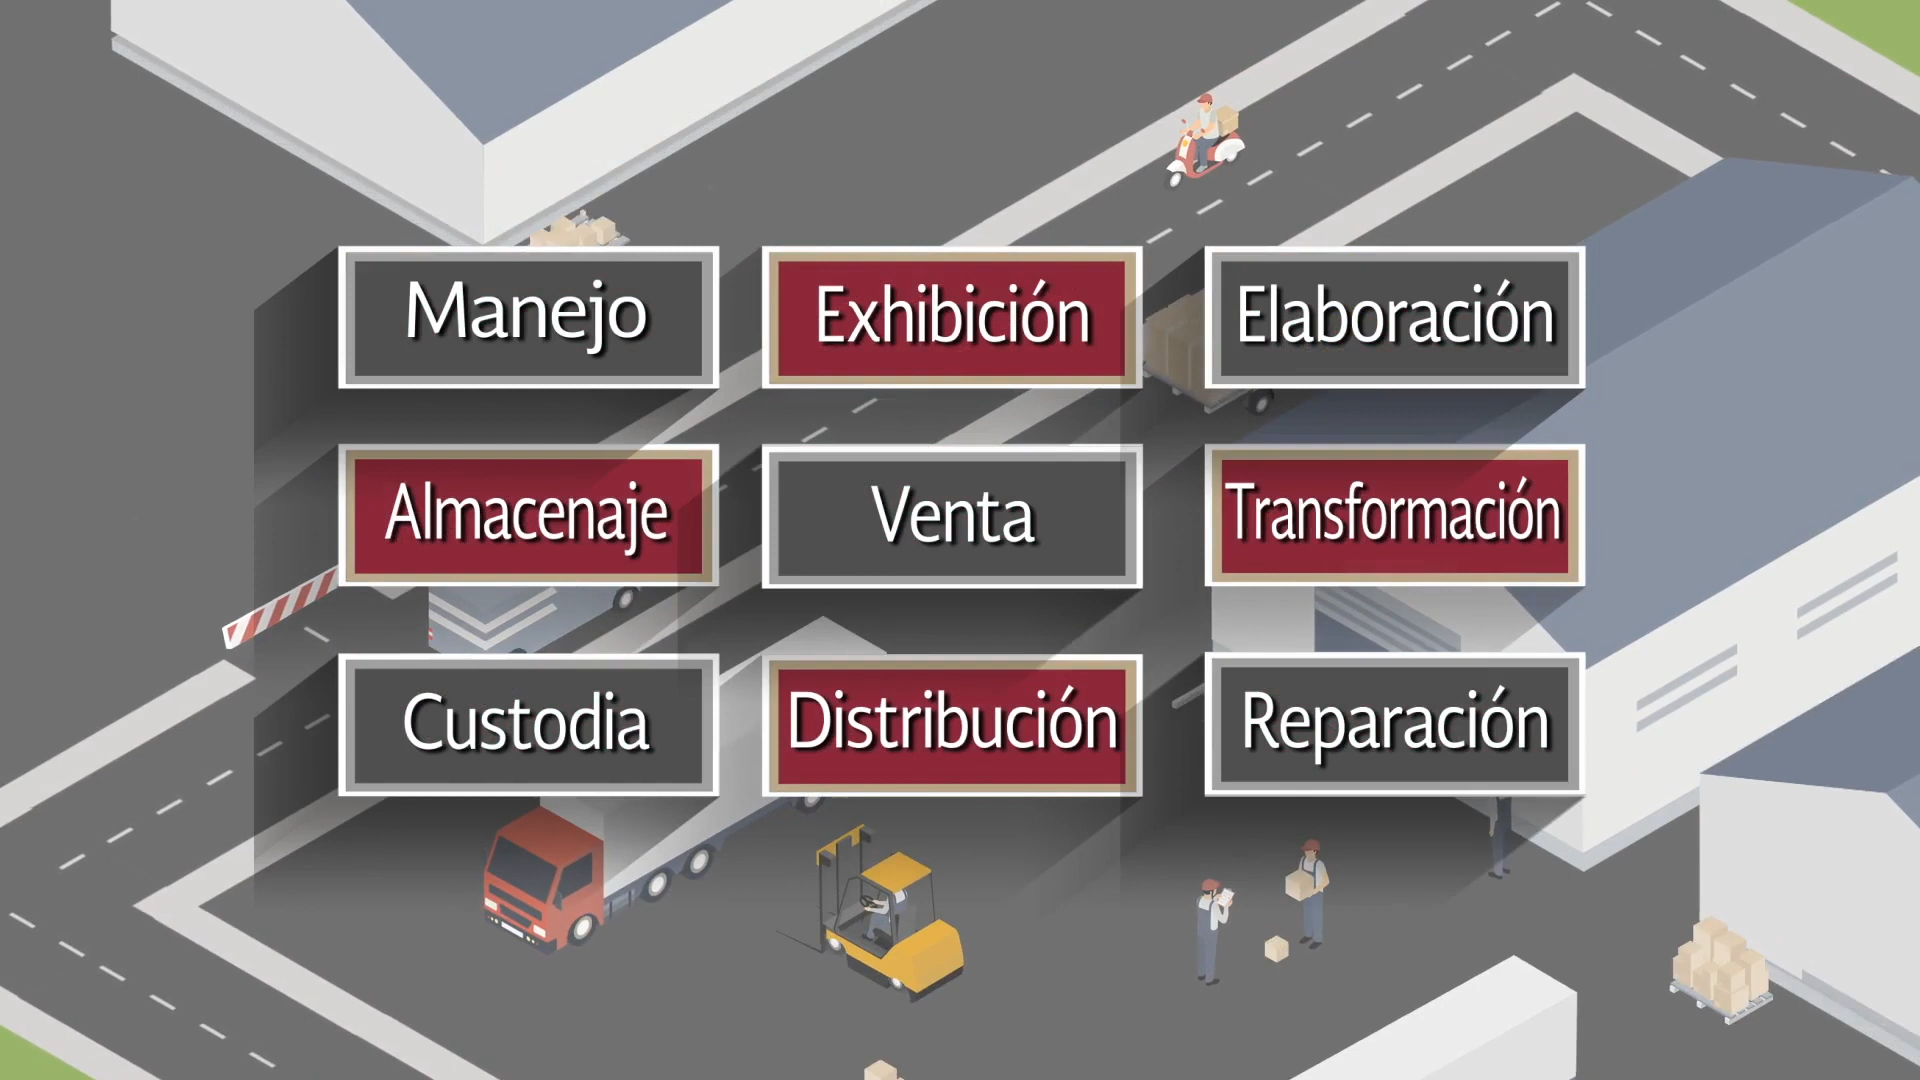 Manejo
Exhibición
Elaboración
Almacenaje
Venta
Transformación
Custodia
Distribución
Reparación